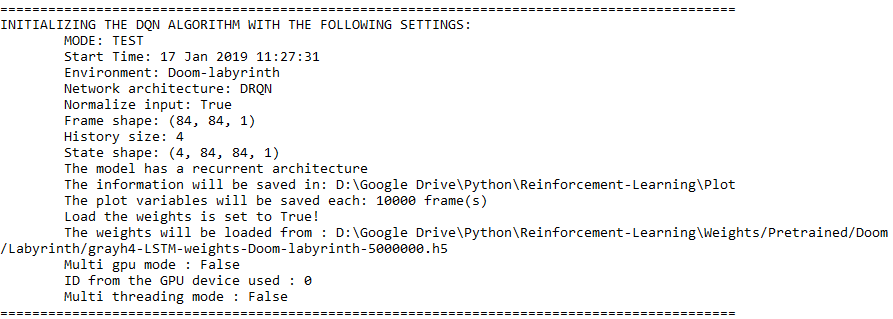 ============================================================================================
INITIALIZING THE DQN ALGORITHM WITH THE FOLLOWING SETTINGS:
        MODE: TEST
        Start Time: 17 Jan 2019 11:27:31
        Environment: Doom-labyrinth
        Network architecture: DRQN
        Normalize input: True
        Frame shape: (84, 84, 1)
        History size: 4
        State shape: (4, 84, 84, 1)
        The model has a recurrent architecture
        The information will be saved in: D:\Google Drive\Python\Reinforcement-Learning\Plot
        The plot variables will be saved each: 10000 frame(s)
        Load the weights is set to True!
        The weights will be loaded from : D:\Google Drive\Python\Reinforcement-Learning\Weights/Pretrained/Doom
/Labyrinth/grayh4-LSTM-weights-Doom-labyrinth-5000000.h5
        Multi gpu mode : False
        ID from the GPU device used : 0
        Multi threading mode : False
============================================================================================